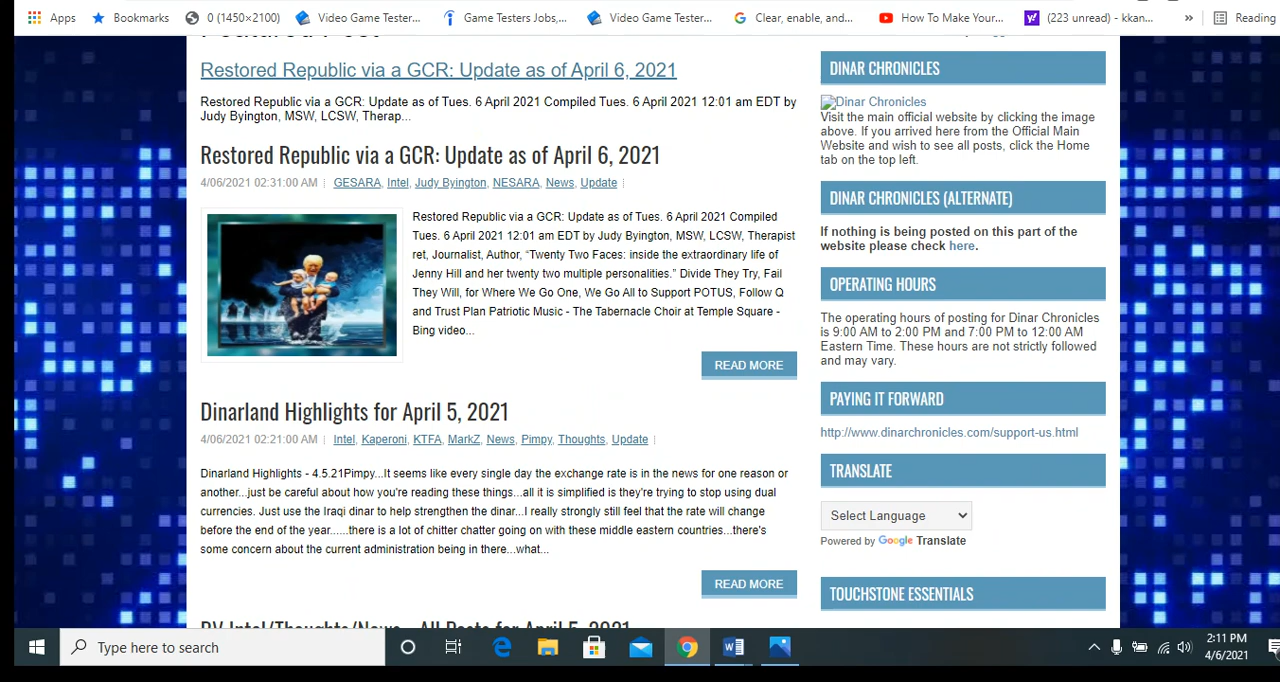 Apps
Bookmarks
0 (1450×2100)
Video Game Tester...
Game Testers Jobs,...
Video Game Tester...
Clear, enable, and...
How To Make Your...
(223 unread) - kkan...
»
Reading
Featured Post
Restored Republic via a GCR: Update as of April 6, 2021
Restored Republic via a GCR: Update as of Tues. 6 April 2021 Compiled Tues. 6 April 2021 12:01 am EDT by
Judy Byington, MSW, LCSW, Therap...
Restored Republic via a GCR: Update as of April 6, 2021
4/06/2021 02:31:00 AM GESARA, Intel, Judy Byington, NESARA, News, Update
Restored Republic via a GCR: Update as of Tues. 6 April 2021 Compiled
Tues. 6 April 2021 12:01 am EDT by Judy Byington, MSW, LCSW, Therapist
ret, Journalist, Author, “Twenty Two Faces: inside the extraordinary life of
Jenny Hill and her twenty two multiple personalities.” Divide They Try, Fail
They Will, for Where We Go One, We Go All to Support POTUS, Follow Q
and Trust Plan Patriotic Music - The Tabernacle Choir at Temple Square -
Bing video...
READ MORE
Dinarland Highlights for April 5, 2021
4/06/2021 02:21:00 AM Intel, Kaperoni, KTFA, MarkZ, News, Pimpy, Thoughts, Update
Dinarland Highlights - 4.5.21Pimpy...It seems like every single day the exchange rate is in the news for one reason or
another...just be careful about how you're reading these things...all it is simplified is they're trying to stop using dual
currencies. Just use the Iraqi dinar to help strengthen the dinar...I really strongly still feel that the rate will change
before the end of the year......there is a lot of chitter chatter going on with these middle eastern countries...there's
some concern about the current administration being in there...what...
READ MORE
RV Intel/Thoughts/News - All Posts for April 5, 2021
DINAR CHRONICLES
Dinar Chronicles
Visit the main official website by clicking the image
above. If you arrived here from the Official Main
Website and wish to see all posts, click the Home
tab on the top left.
DINAR CHRONICLES (ALTERNATE)
If nothing is being posted on this part of the
website please check here.
OPERATING HOURS
The operating hours of posting for Dinar Chronicles
is 9:00 AM to 2:00 PM and 7:00 PM to 12:00 AM
Eastern Time. These hours are not strictly followed
and may vary.
PAYING IT FORWARD
http://www.dinarchronicles.com/support-us.html
TRANSLATE
Select Language
Powered by Google Translate
TOUCHSTONE ESSENTIALS
Type here to search
2:11 PM
4/6/2021